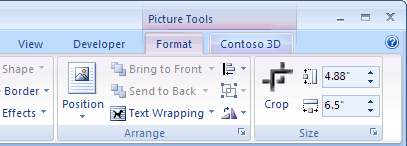 Picture Tools
View Developer Format Contoso 3D
Shape Bring to Front 4.88"
Border Send to Back
Effects Position Text Wrapping Crop 6.5"
Arrange Size